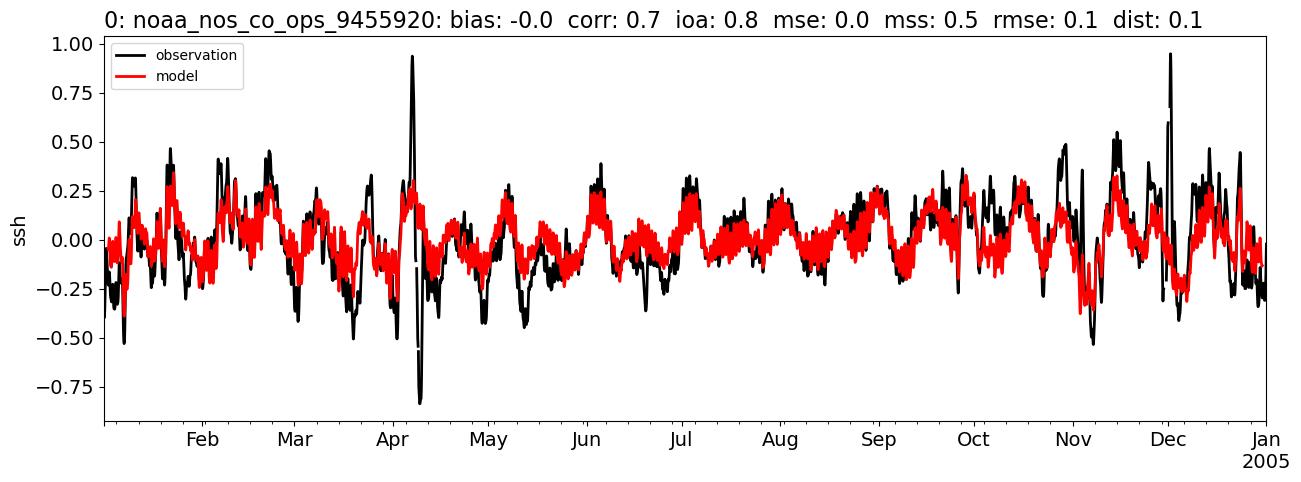 0: noaa_nos_co_ops_9455920: bias: -0.0  corr: 0.7  ioa: 0.8  mse: 0.0  mss: 0.5  rmse: 0.1  dist: 0.1
observation
model
1.00
0.75
0.50
0.25
0.00
−0.25
−0.50
−0.75
ssh
Feb Mar Apr May Jun Jul Aug Sep Oct Nov Dec Jan
2005